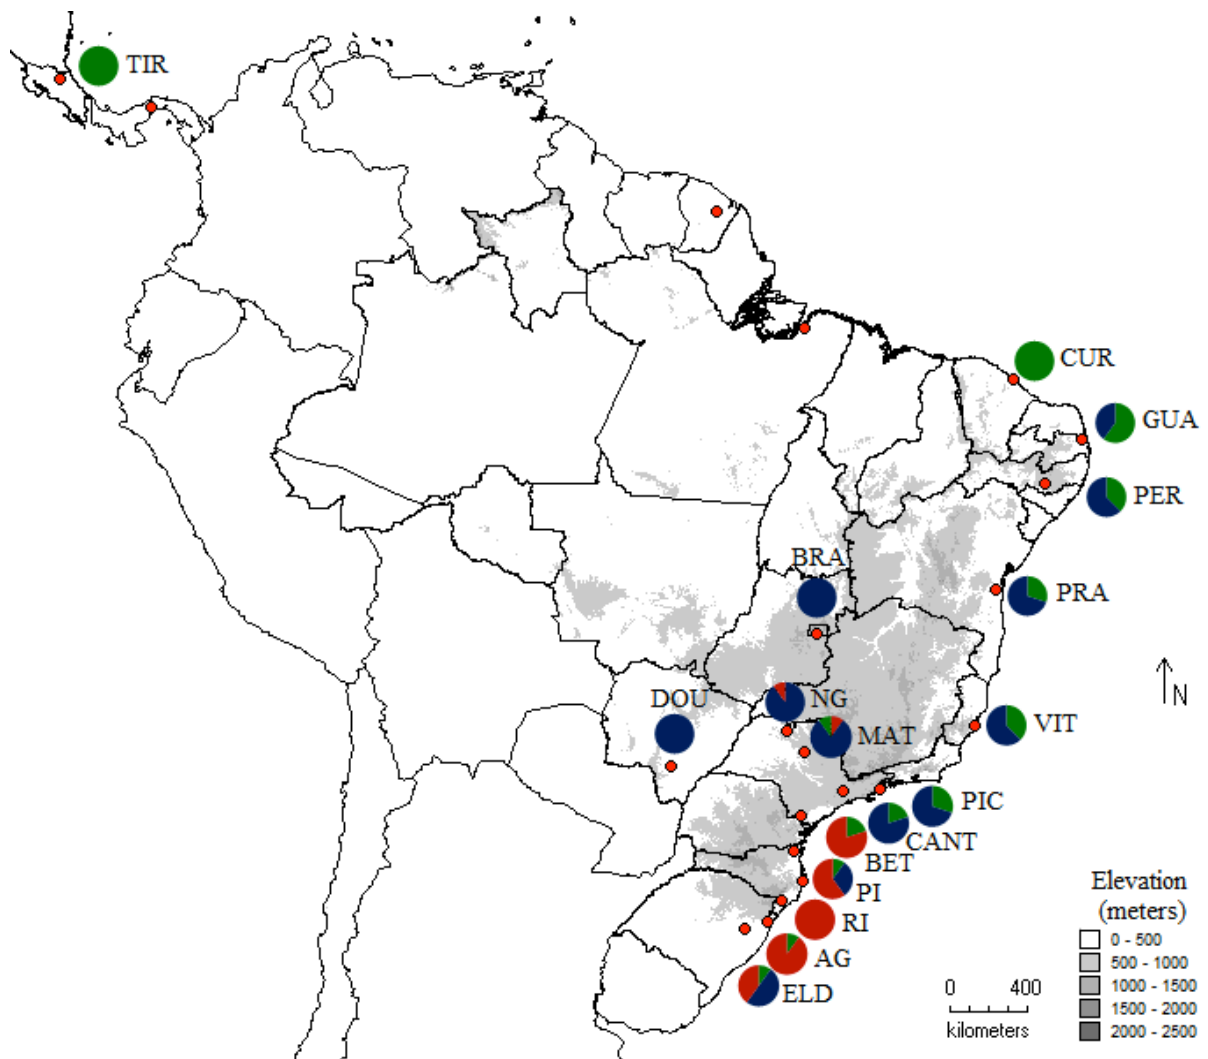 TIR
CUR
GUA
PER
BRA
PRA
DOU
NG
MAT
VIT
PIC
CANT
BET
PI
RI
AG
ELD
N
Elevation
(meters)
0 - 500
500 - 1000
1000 - 1500
1500 - 2000
2000 - 2500
0 400
kilometers